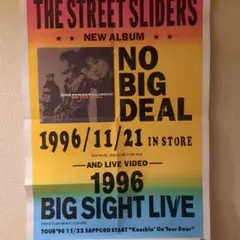 THE STREET SLIDERS
★★ NEW ALBUM ★★
NO
BIG
DEAL
1996/11/21 IN STORE
AND LIVE VIDEO
1996
BIG SIGHT LIVE
TOUR'96 11/23 SAPPORO START "Knockin' On Your Door"